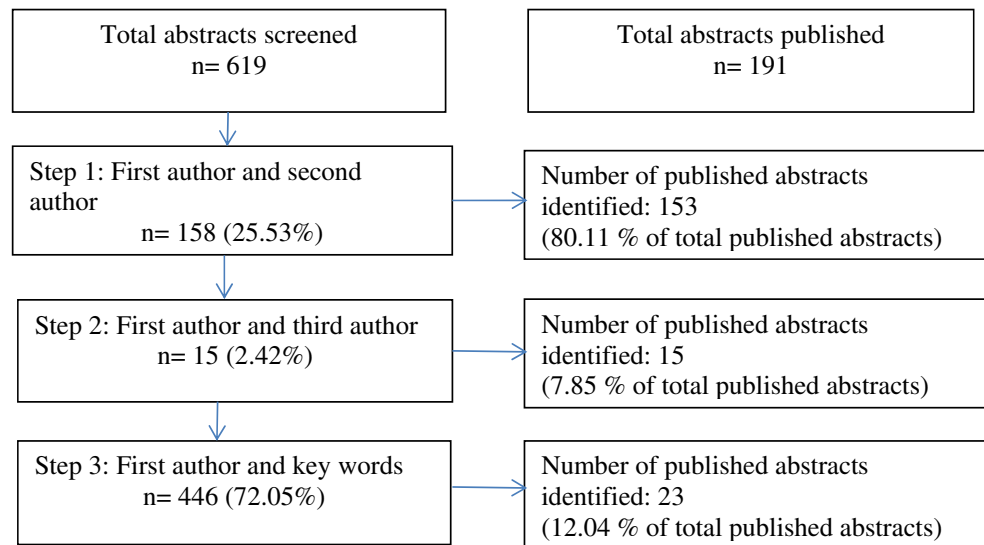 Total abstracts screened
n= 619
Total abstracts published
n= 191
Step 1: First author and second
author
n= 158 (25.53%)
Number of published abstracts
identified: 153
(80.11 % of total published abstracts)
Step 2: First author and third author
n= 15 (2.42%)
Number of published abstracts
identified: 15
(7.85 % of total published abstracts)
Step 3: First author and key words
n= 446 (72.05%)
Number of published abstracts
identified: 23
(12.04 % of total published abstracts)